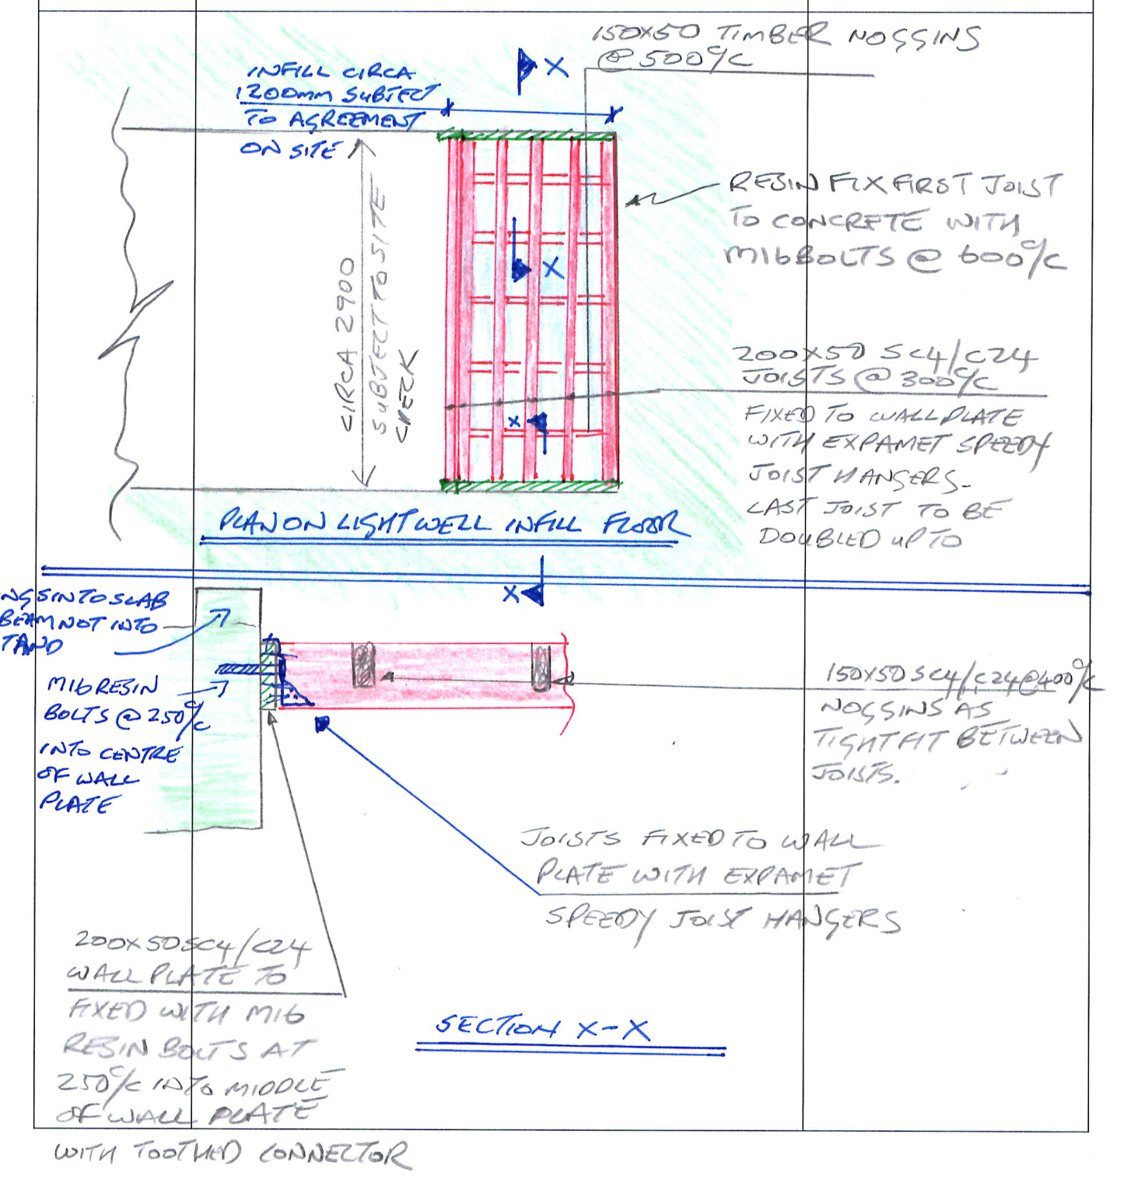 150X50 TIMBER NOGGINS
@ 500 c/c
X
INFILL CIRCA
1200mm SUBJECT
TO AGREEMENT
ON SITE
RESIN FIX FIRST JOIST
TO CONCRETE WITH
M16 BOLTS @ 600 c/c
X
CIRCA 2900
SUBJECT TO SITE
CHECK
200X50 SC4/C24
JOISTS @ 300 c/c
FIXED TO WALL PLATE
WITH EXPAMET SPEEDY
JOIST HANGERS-
LAST JOIST TO BE
DOUBLED UP TO
X
PLAN ON LIGHTWELL INFILL FLOOR
X
NGS INTO SLAB
BEAM NOT INTO
TAND
M16 RESIN
BOLTS @ 250 c/c
INTO CENTRE
OF WALL
PLATE
150X50 SC4/C24@400 c/c
NOGGINS AS
TIGHT FIT BETWEEN
JOISTS.
JOISTS FIXED TO WALL
PLATE WITH EXPAMET
SPEEDY JOIST HANGERS
200X50 SC4/C24
WALL PLATE TO
FIXED WITH M16
RESIN BOLTS AT
250 c/c INTO MIDDLE
OF WALL PLATE
WITH TOOTHED CONNECTOR
SECTION X-X